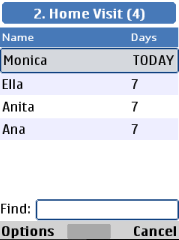 2. Home Visit (4)
Name Days
Monica TODAY
Ella 7
Anita 7
Ana 7
Find:
Options Cancel